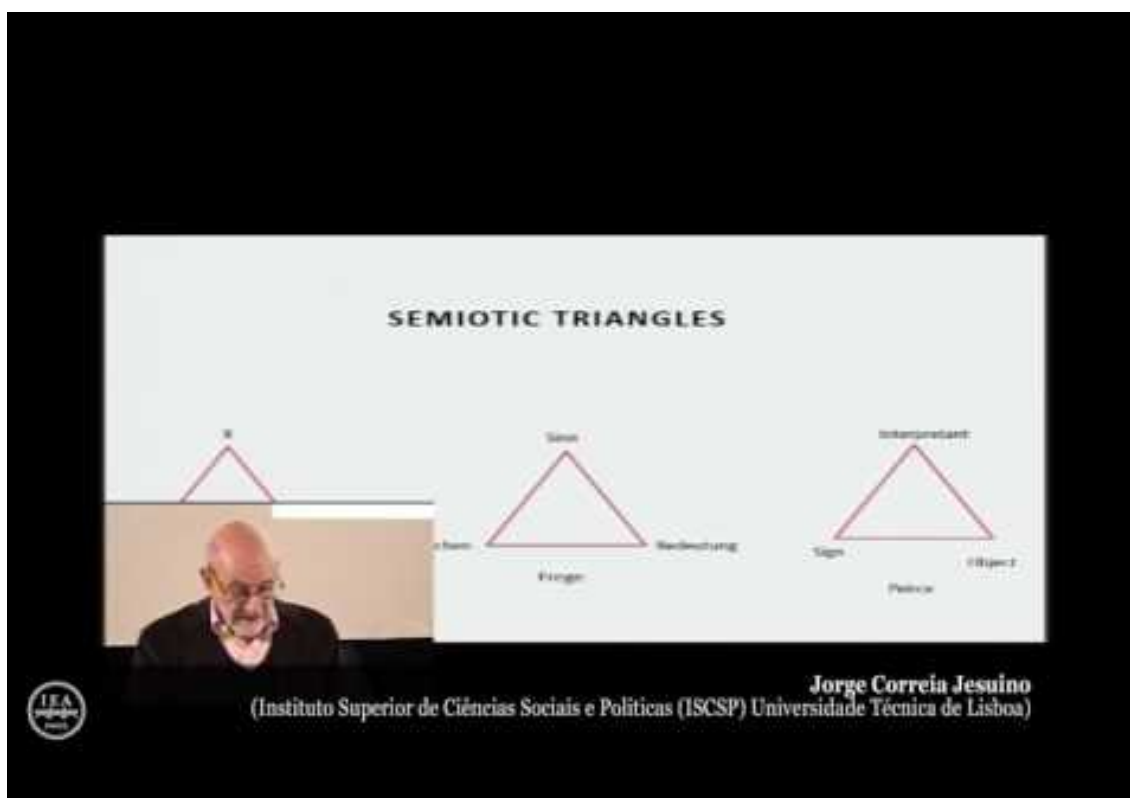 SEMIOTIC TRIANGLES
Sinn
Interpretant
Bedeutung
Sign
Object
Frege
Peirce
Jorge Correia Jesuino
(Instituto Superior de Ciências Sociais e Politicas (ISCSP) Universidade Técnica de Lisboa)
IEA